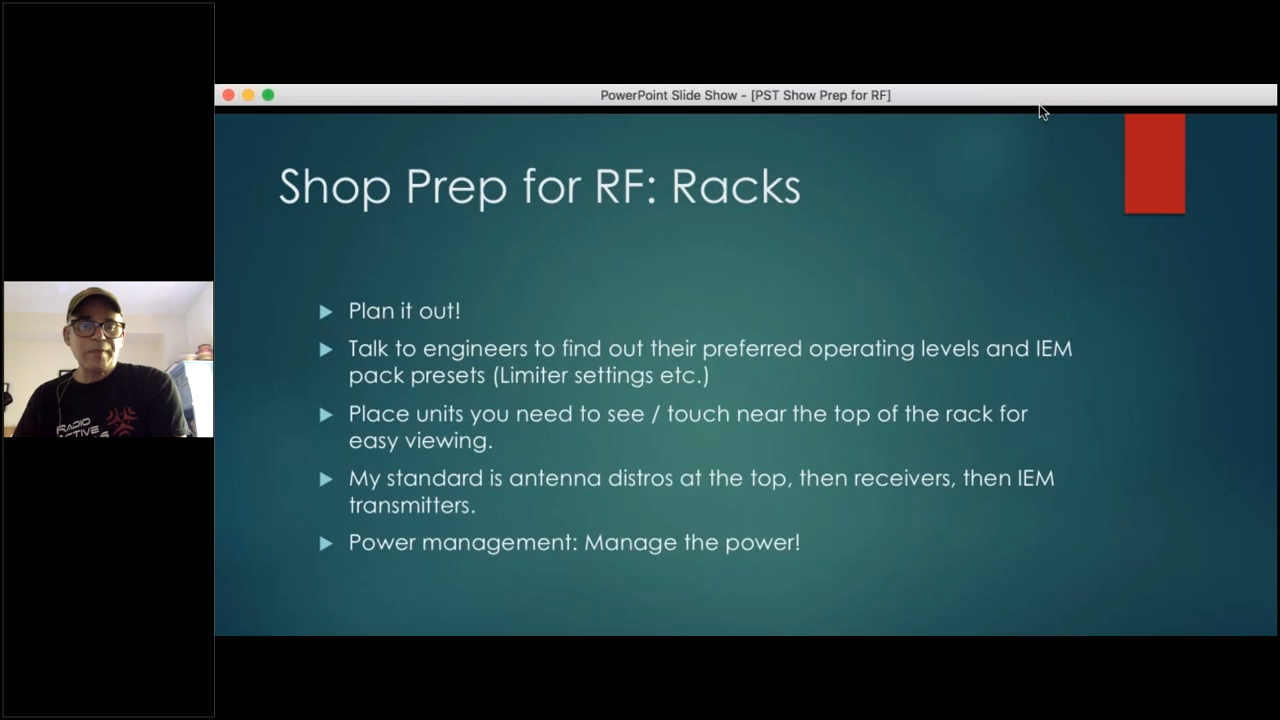 PowerPoint Slide Show - [PST Show Prep for RF]
Shop Prep for RF: Racks
Plan it out!
Talk to engineers to find out their preferred operating levels and IEM
pack presets (Limiter settings etc.)
Place units you need to see / touch near the top of the rack for
easy viewing.
My standard is antenna distros at the top, then receivers, then IEM
transmitters.
Power management: Manage the power!
RADIO